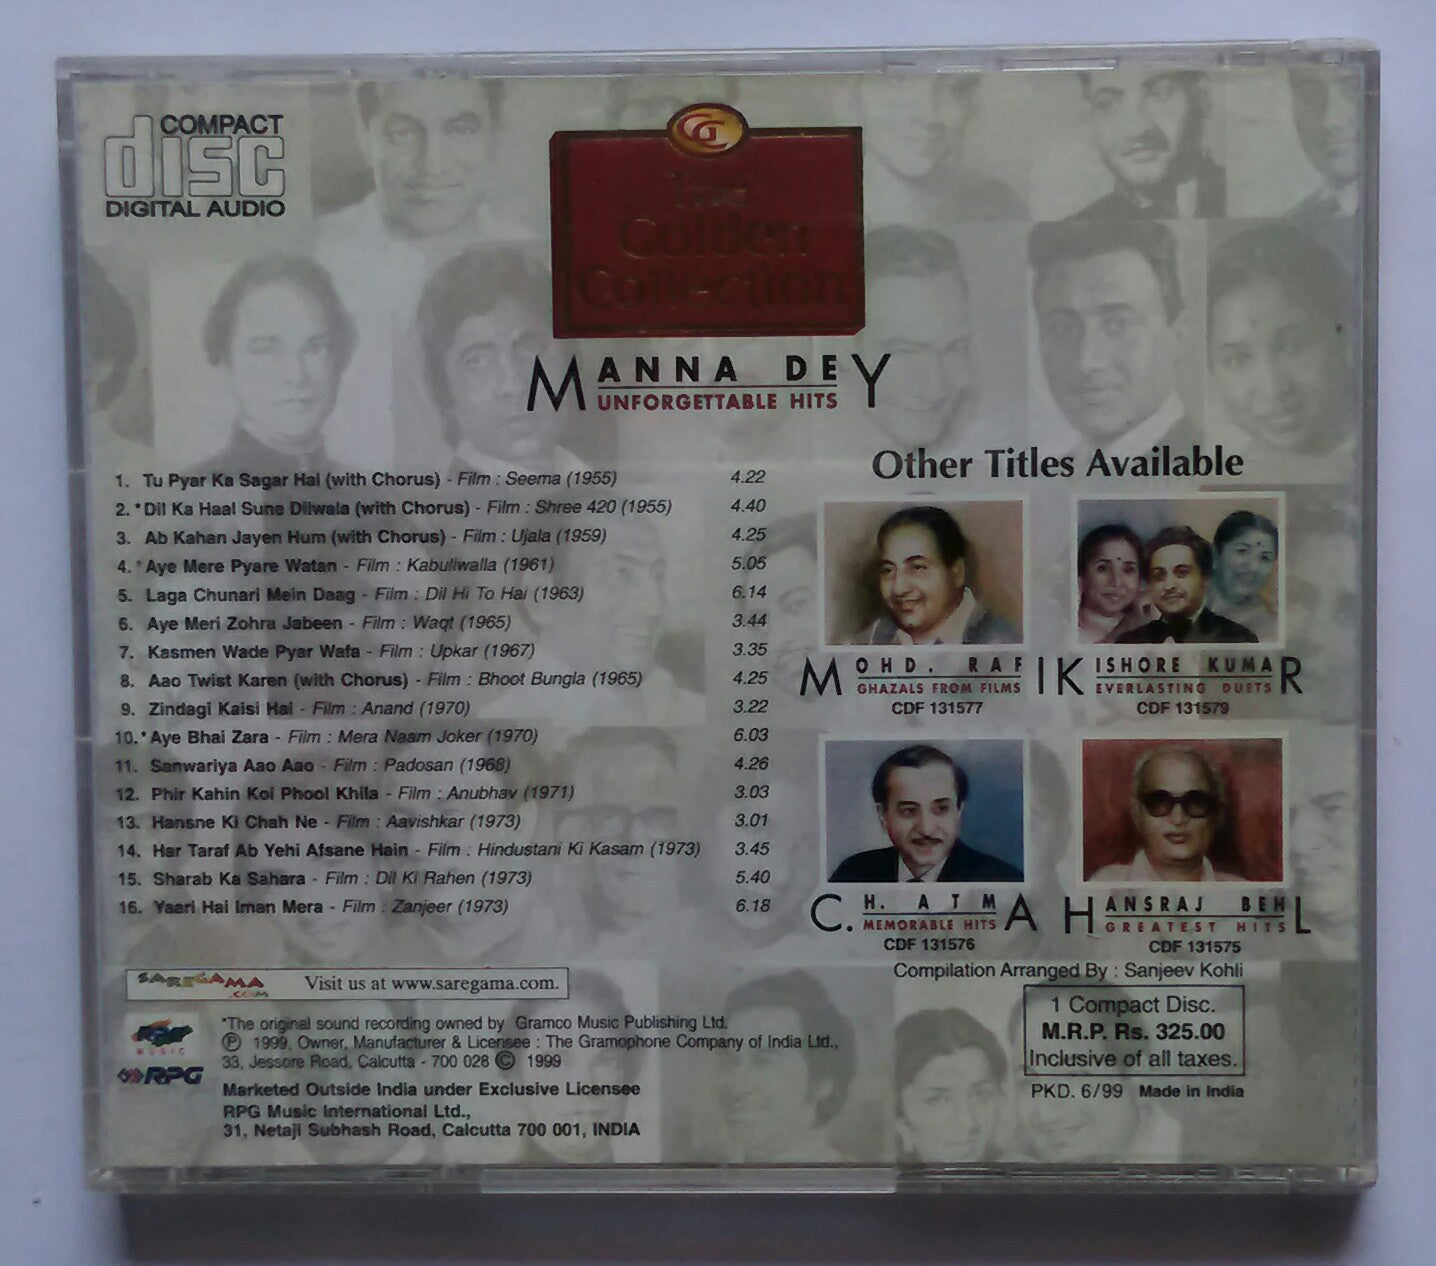 COMPACT
disc
DIGITAL AUDIO
GC
The
Golden
Collection
MANNA DEY
UNFORGETTABLE HITS
1. Tu Pyar Ka Sagar Hai (with Chorus) - Film : Seema (1955) 4.22
2. *Dil Ka Haal Sune Dilwala (with Chorus) - Film : Shree 420 (1955) 4.40
3. Ab Kahan Jayen Hum (with Chorus) - Film : Ujala (1959) 4.25
4. *Aye Mere Pyare Watan - Film : Kabuliwalla (1961) 5.05
5. Laga Chunari Mein Daag - Film : Dil Hi To Hai (1963) 6.14
6. Aye Meri Zohra Jabeen - Film : Waqt (1965) 3.44
7. Kasmen Wade Pyar Wafa - Film : Upkar (1967) 3.35
8. Aao Twist Karen (with Chorus) - Film : Bhoot Bungla (1965) 4.25
9. Zindagi Kaisi Hai - Film : Anand (1970) 3.22
10.*Aye Bhai Zara - Film : Mera Naam Joker (1970) 6.03
11. Sanwariya Aao Aao - Film : Padosan (1968) 4.26
12. Phir Kahin Koi Phool Khila - Film : Anubhav (1971) 3.03
13. Hansne Ki Chah Ne - Film : Aavishkar (1973) 3.01
14. Har Taraf Ab Yehi Afsane Hain - Film : Hindustani Ki Kasam (1973) 3.45
15. Sharab Ka Sahara - Film : Dil Ki Rahen (1973) 5.40
16. Yaari Hai Iman Mera - Film : Zanjeer (1973) 6.18
Other Titles Available
MOHD. RAFI
GHAZALS FROM FILMS
CDF 131577
KISHORE KUMAR
EVERLASTING DUETS
CDF 131579
C.H. ATMA
MEMORABLE HITS
CDF 131576
HANSRAJ BEHL
GREATEST HITS
CDF 131575
Compilation Arranged By : Sanjeev Kohli
1 Compact Disc.
M.R.P. Rs. 325.00
Inclusive of all taxes.
PKD. 6/99 Made in India
SAREGAMA
.COM
Visit us at www.saregama.com.
RPG
MUSIC
RPG
*The original sound recording owned by Gramco Music Publishing Ltd.
℗ 1999, Owner, Manufacturer & Licensee : The Gramophone Company of India Ltd.,
33, Jessore Road, Calcutta - 700 028 © 1999
Marketed Outside India under Exclusive Licensee
RPG Music International Ltd.,
31, Netaji Subhash Road, Calcutta 700 001, INDIA